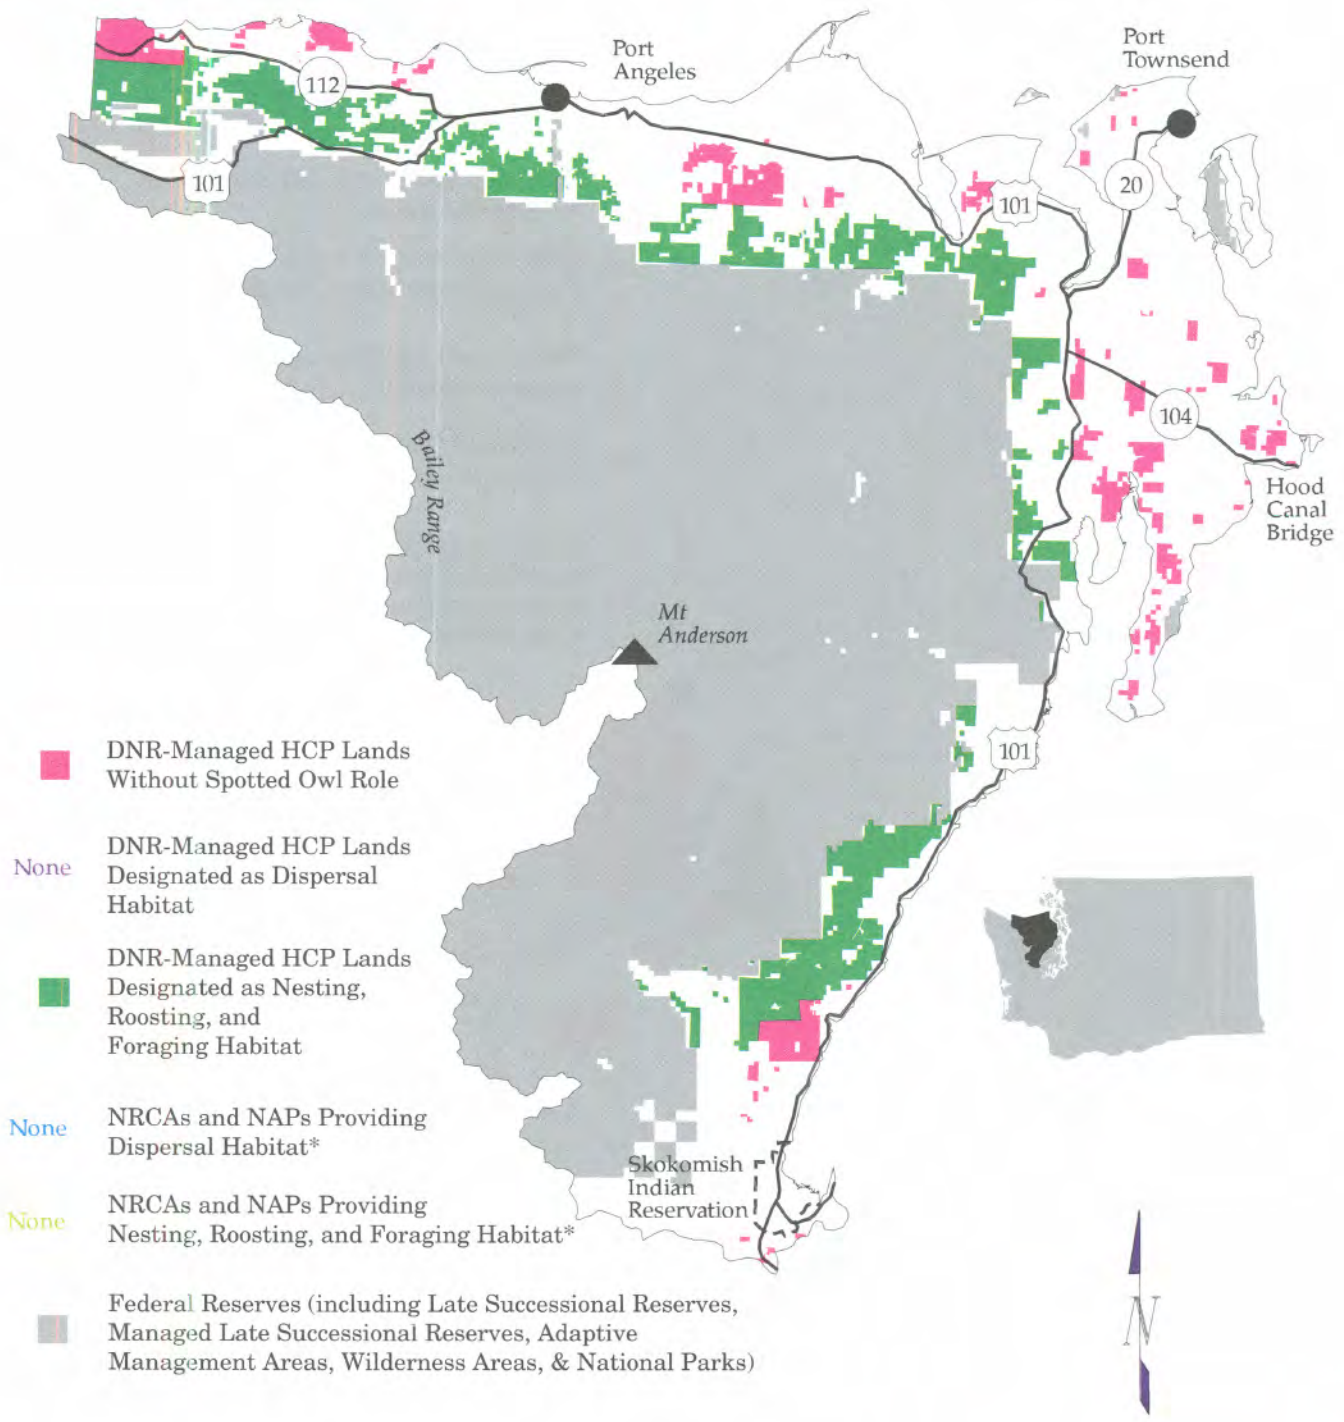 Port
Angeles
Port
Townsend
112
101
101
20
104
Hood
Canal
Bridge
Bailey Range
Mt
Anderson
101
DNR-Managed HCP Lands
Without Spotted Owl Role
None
DNR-Managed HCP Lands
Designated as Dispersal
Habitat
DNR-Managed HCP Lands
Designated as Nesting,
Roosting, and
Foraging Habitat
None
NRCAs and NAPs Providing
Dispersal Habitat*
None
NRCAs and NAPs Providing
Nesting, Roosting, and Foraging Habitat*
Skokomish
Indian
Reservation
Federal Reserves (including Late Successional Reserves,
Managed Late Successional Reserves, Adaptive
Management Areas, Wilderness Areas, & National Parks)
N